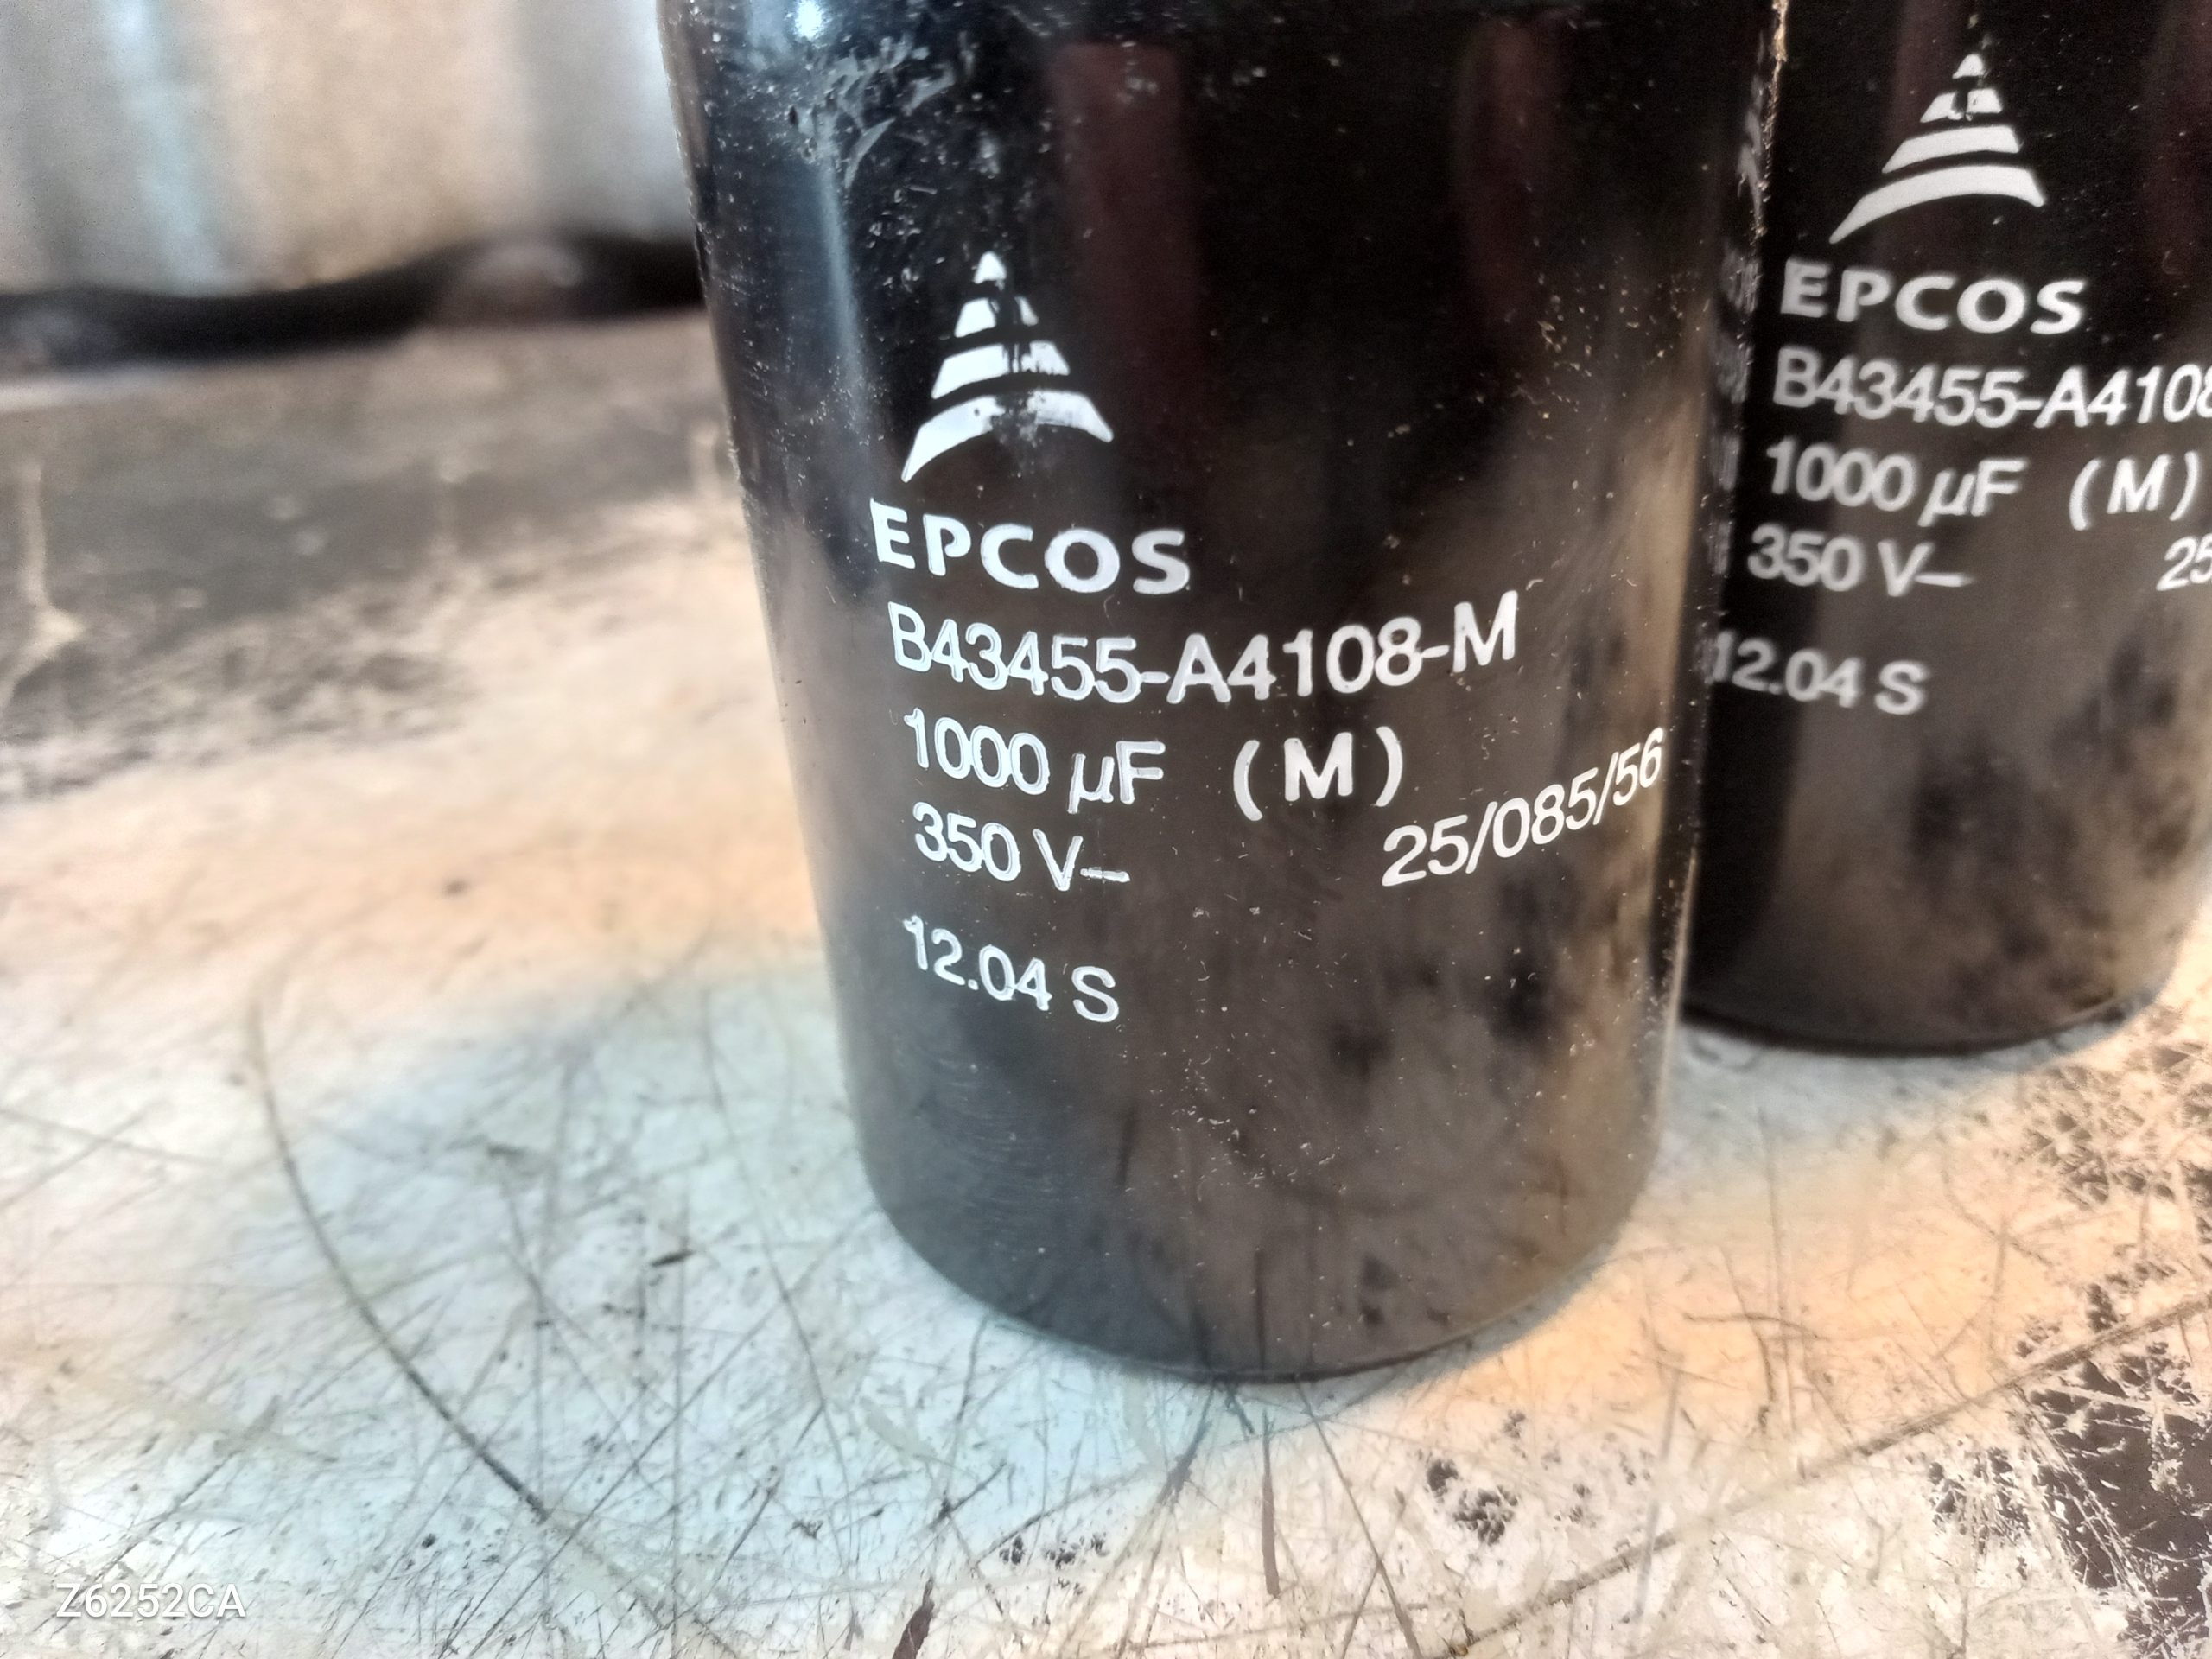 EPCOS
B43455-A4108-M
1000 µF (M)
350 V– 25/085/56
12.04 S
EPCOS
B43455-A4108
1000 µF (M)
350 V– 25
12.04 S
Z6252CA